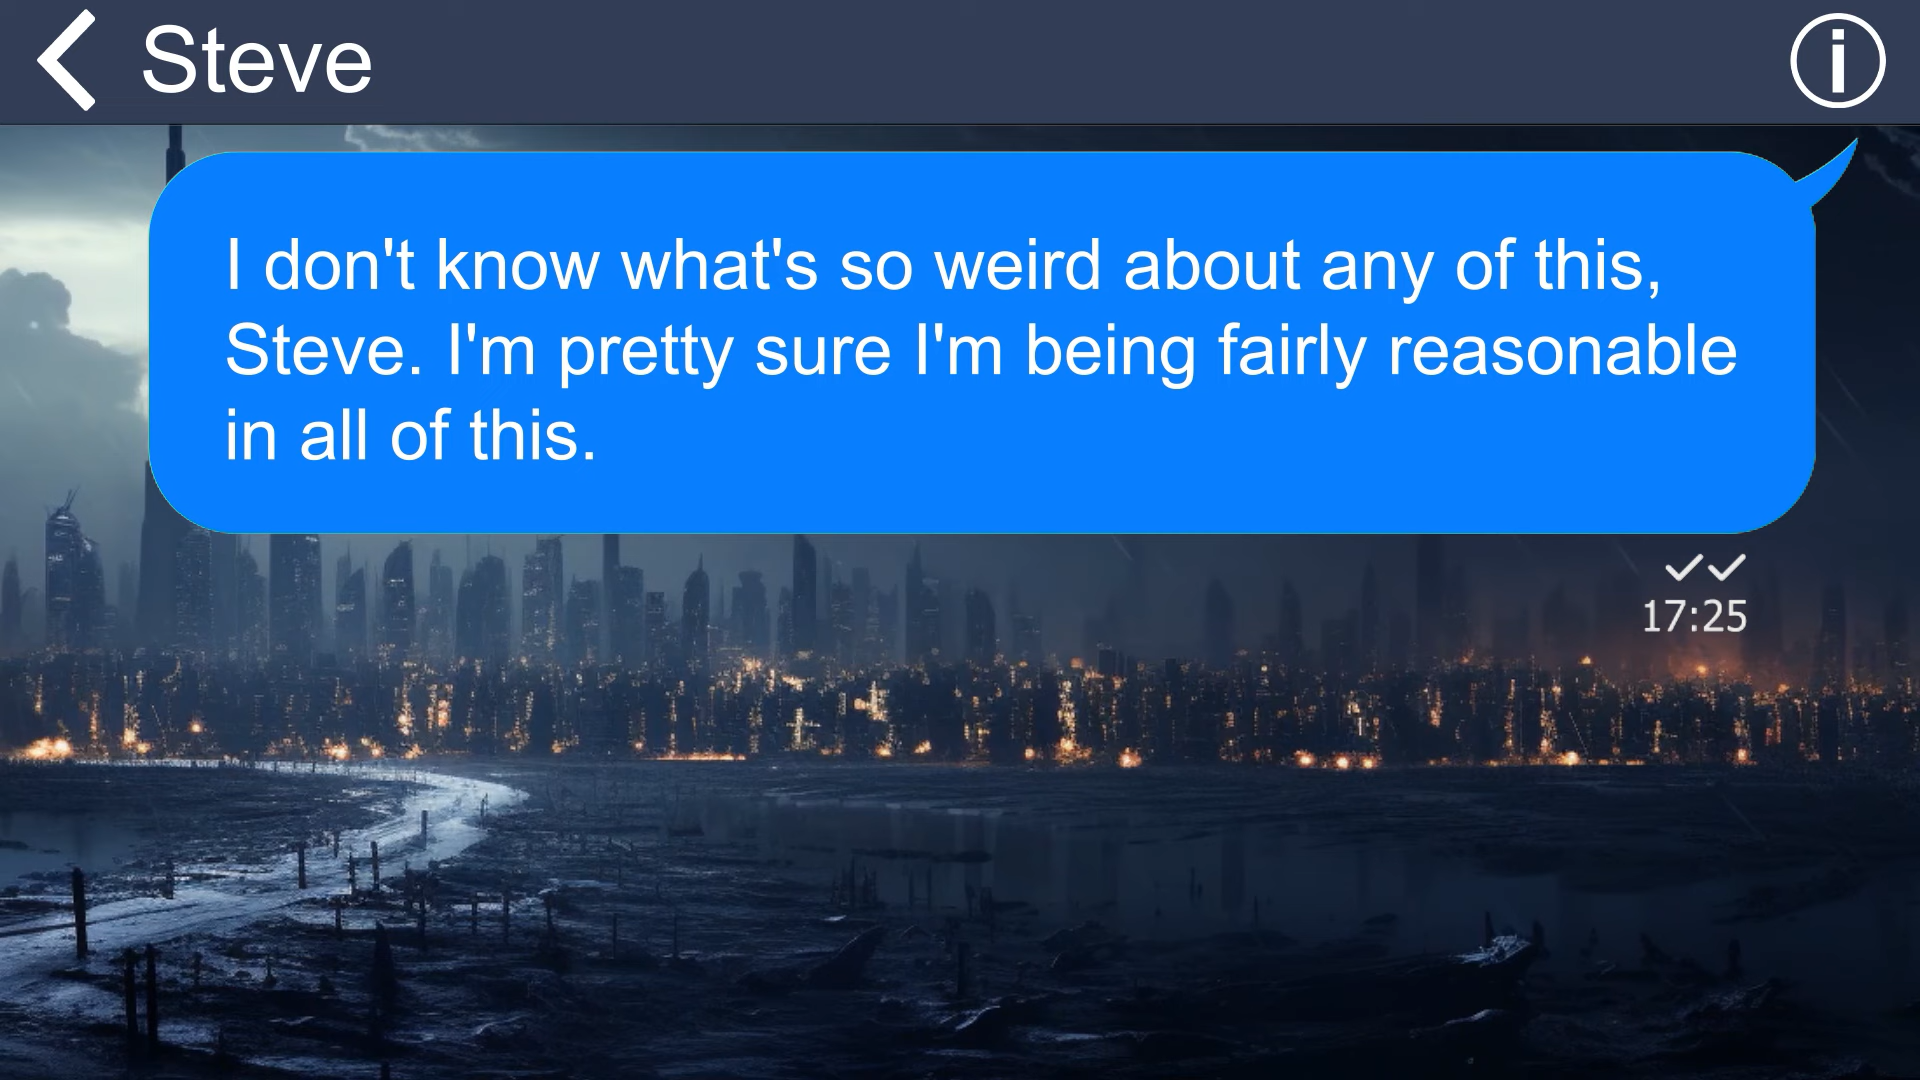 Steve
I don't know what's so weird about any of this,
Steve. I'm pretty sure I'm being fairly reasonable
in all of this.
17:25